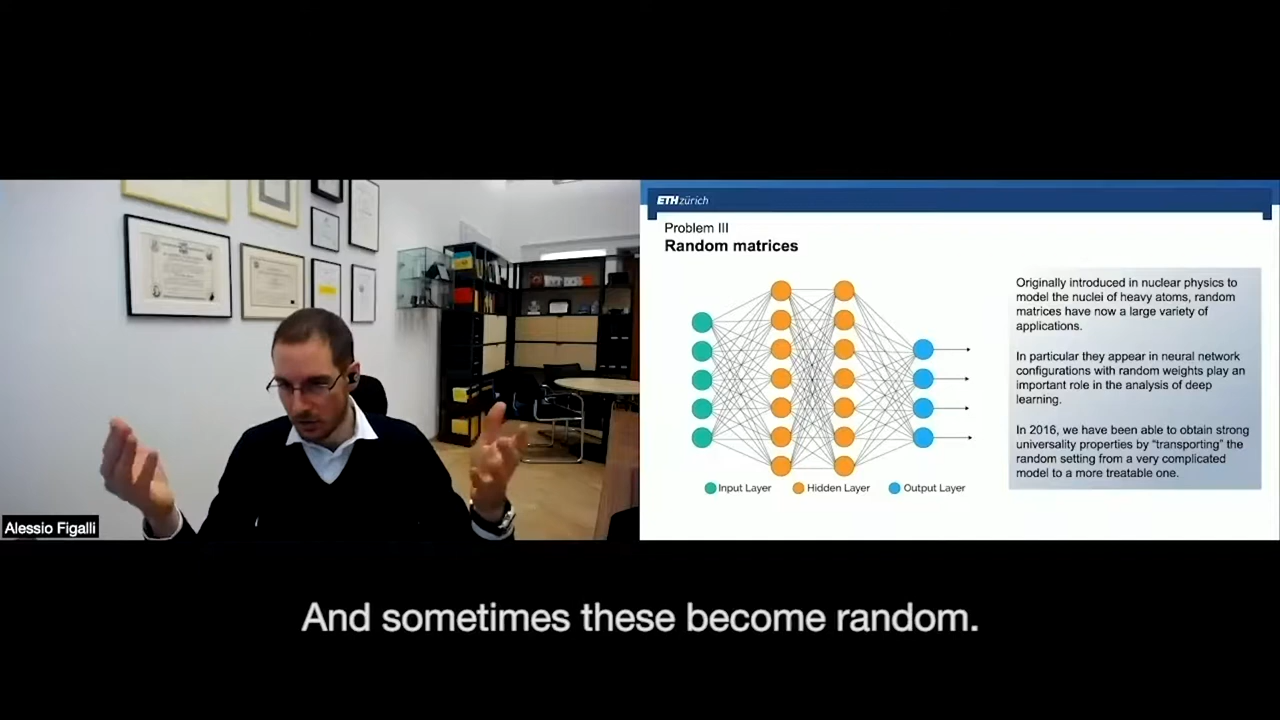 Alessio Figalli
ETH zürich
Problem III
Random matrices
Input Layer
Hidden Layer
Output Layer
Originally introduced in nuclear physics to
model the nuclei of heavy atoms, random
matrices have now a large variety of
applications.
In particular they appear in neural network
configurations with random weights play an
important role in the analysis of deep
learning.
In 2016, we have been able to obtain strong
universality properties by “transporting” the
random setting from a very complicated
model to a more treatable one.
And sometimes these become random.